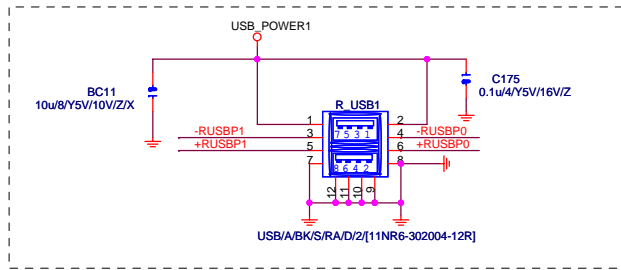 USB_POWER1
BC11
10u/8/Y5V/10V/Z/X
C175
0.1u/4/Y5V/16V/Z
R_USB1
1 2
7 5 3 1
-RUSBP1 3 4 -RUSBP0
+RUSBP1 5 6 +RUSBP0
7 8
8 6 4 2
12 11 10 9
USB/A/BK/S/RA/D/2/[11NR6-302004-12R]